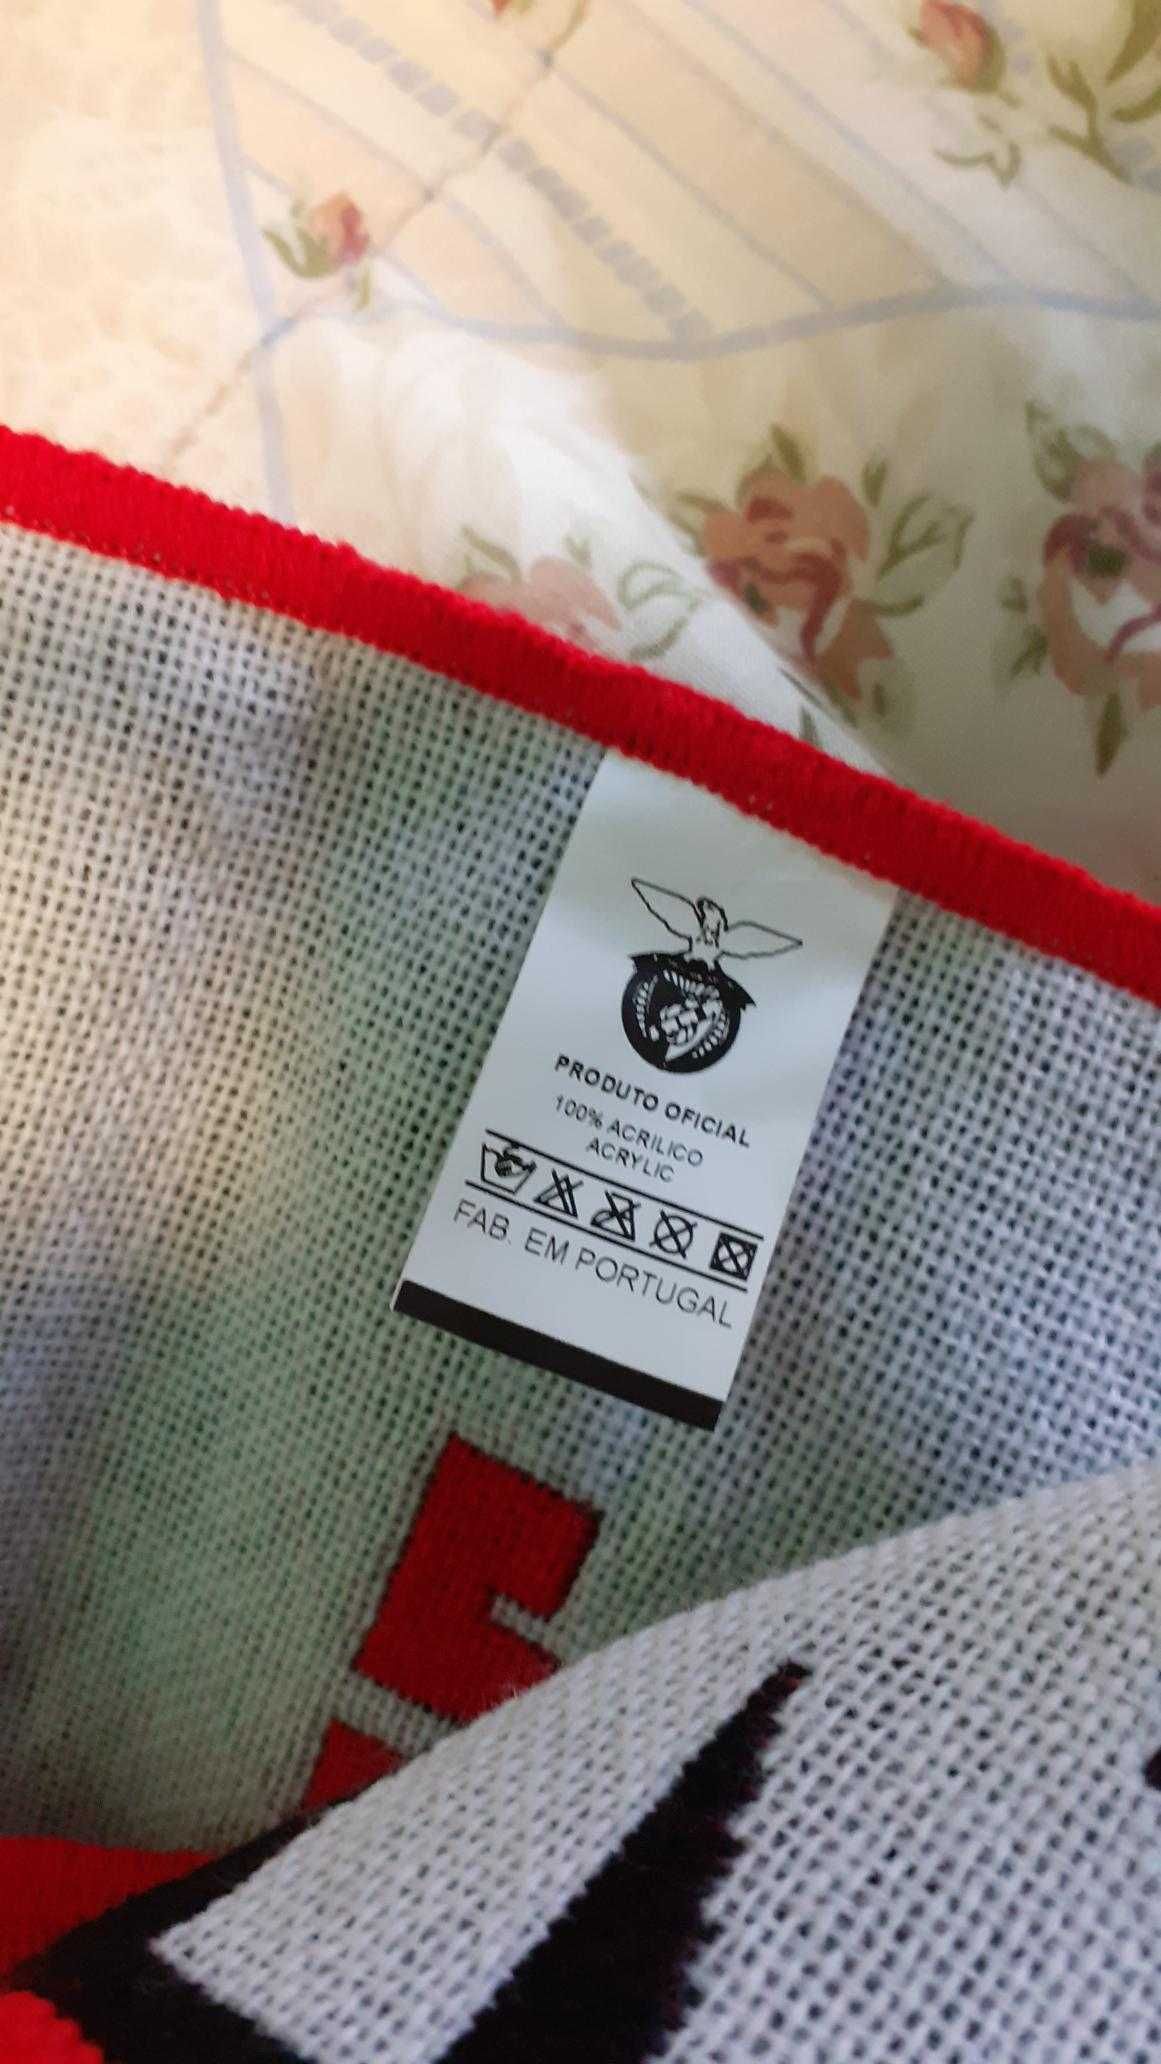 PRODUTO OFICIAL
100% ACRILICO
ACRYLIC
FAB. EM PORTUGAL